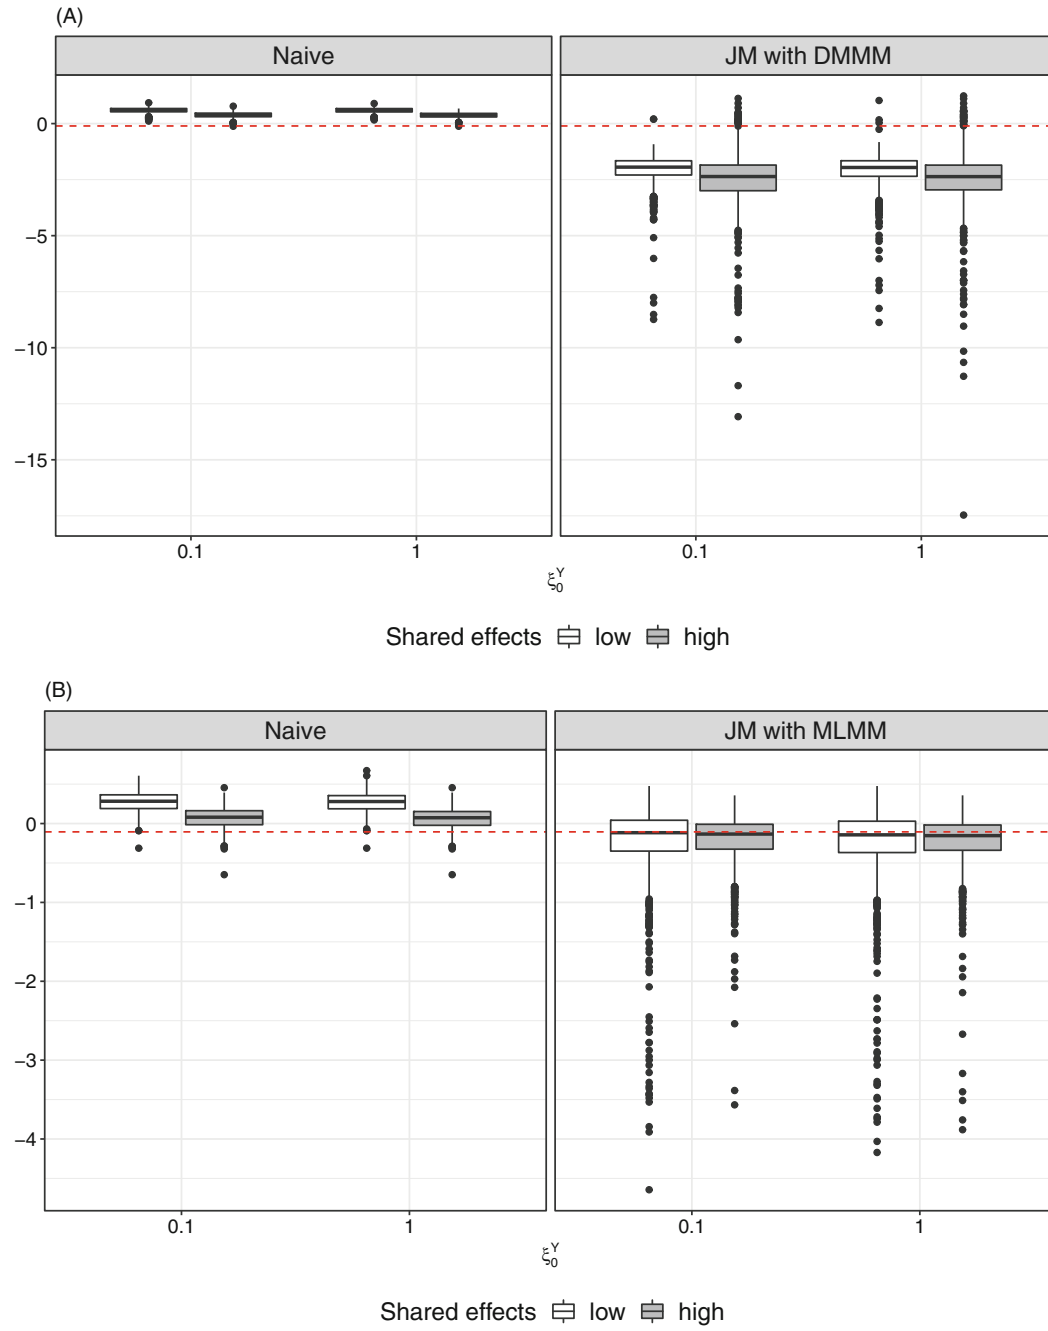 (A)
Naive JM with DMMM
0
−5
−10
−15
0.1 1 0.1 1
ξ₀ʸ
Shared effects low high
(B)
Naive JM with MLMM
0
−1
−2
−3
−4
0.1 1 0.1 1
ξ₀ʸ
Shared effects low high